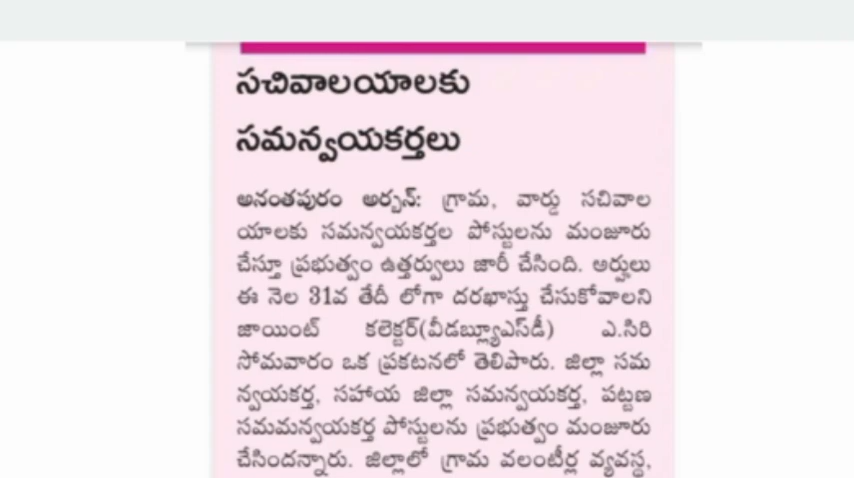 సచివాలయాలకు
సమన్వయకర్తలు
అనంతపురం అర్బన్: గ్రామ, వార్డు సచివాల
యాలకు సమన్వయకర్తల పోస్టులను మంజూరు
చేస్తూ ప్రభుత్వం ఉత్తర్వులు జారీ చేసింది. అర్హులు
ఈ నెల 31వ తేదీ లోగా దరఖాస్తు చేసుకోవాలని
జాయింట్ కలెక్టర్(వీడబ్ల్యూఎస్‌డీ) ఎ.సిరి
సోమవారం ఒక ప్రకటనలో తెలిపారు. జిల్లా సమ
న్వయకర్త, సహాయ జిల్లా సమన్వయకర్త, పట్టణ
సమమన్వయకర్త పోస్టులను ప్రభుత్వం మంజూరు
చేసిందన్నారు. జిల్లాలో గ్రామ వలంటీర్ల వ్యవస్థ,